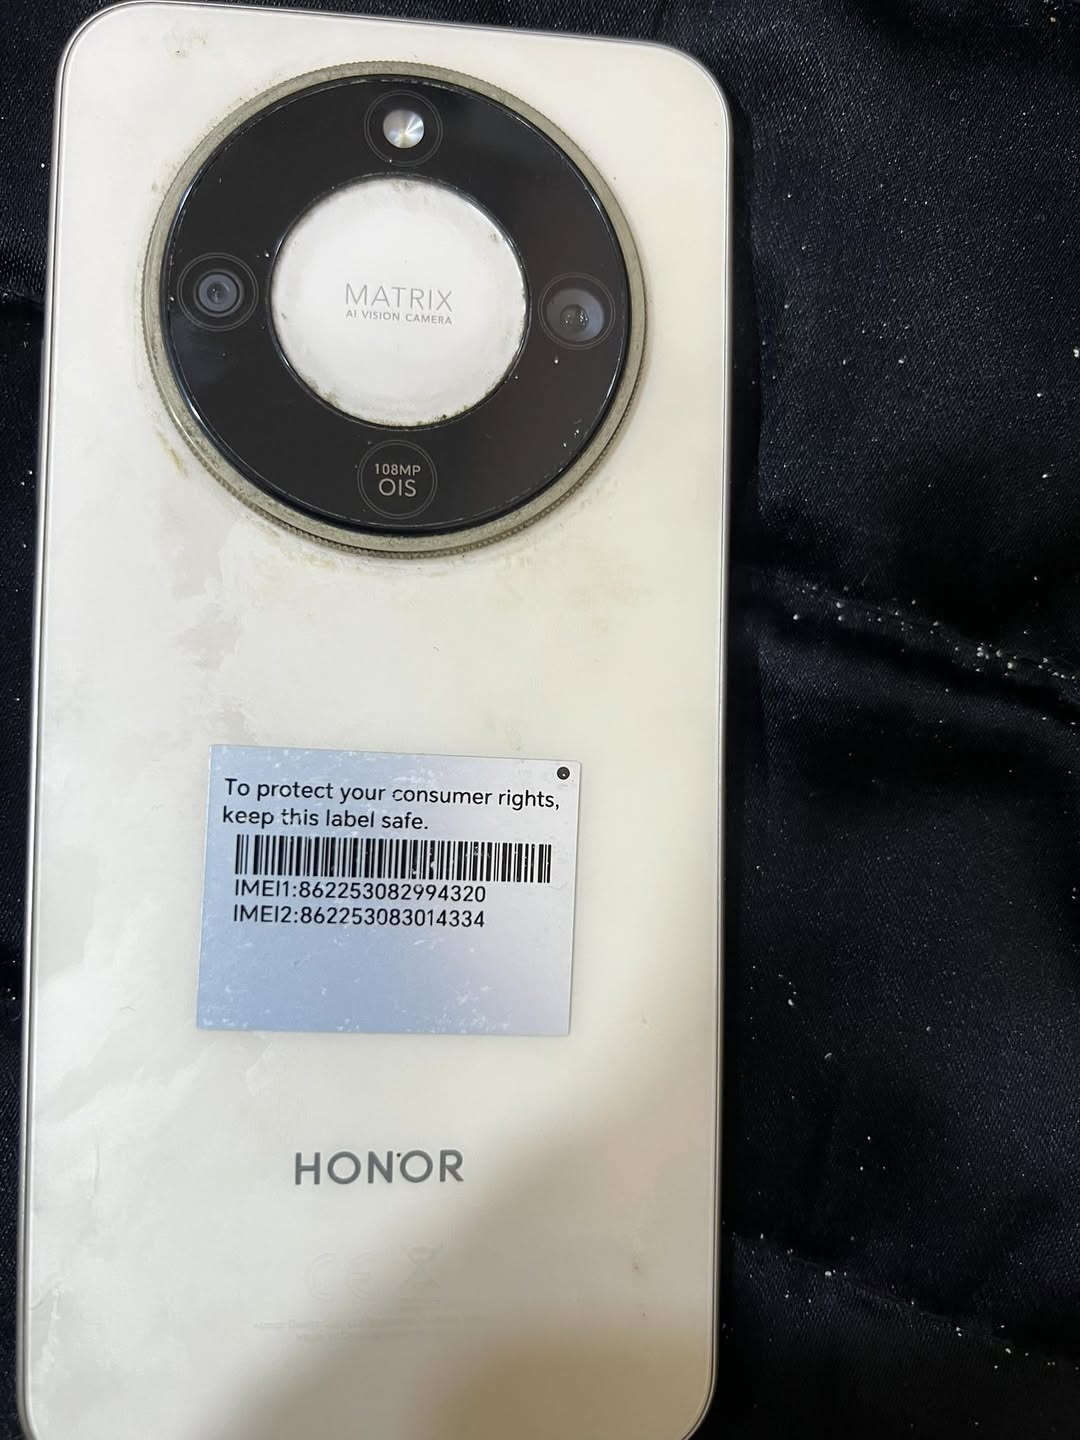 MATRIX
AI VISION CAMERA
108MP
OIS
To protect your consumer rights,
keep this label safe.
IMEI1:862253082994320
IMEI2:862253083014334
HONOR